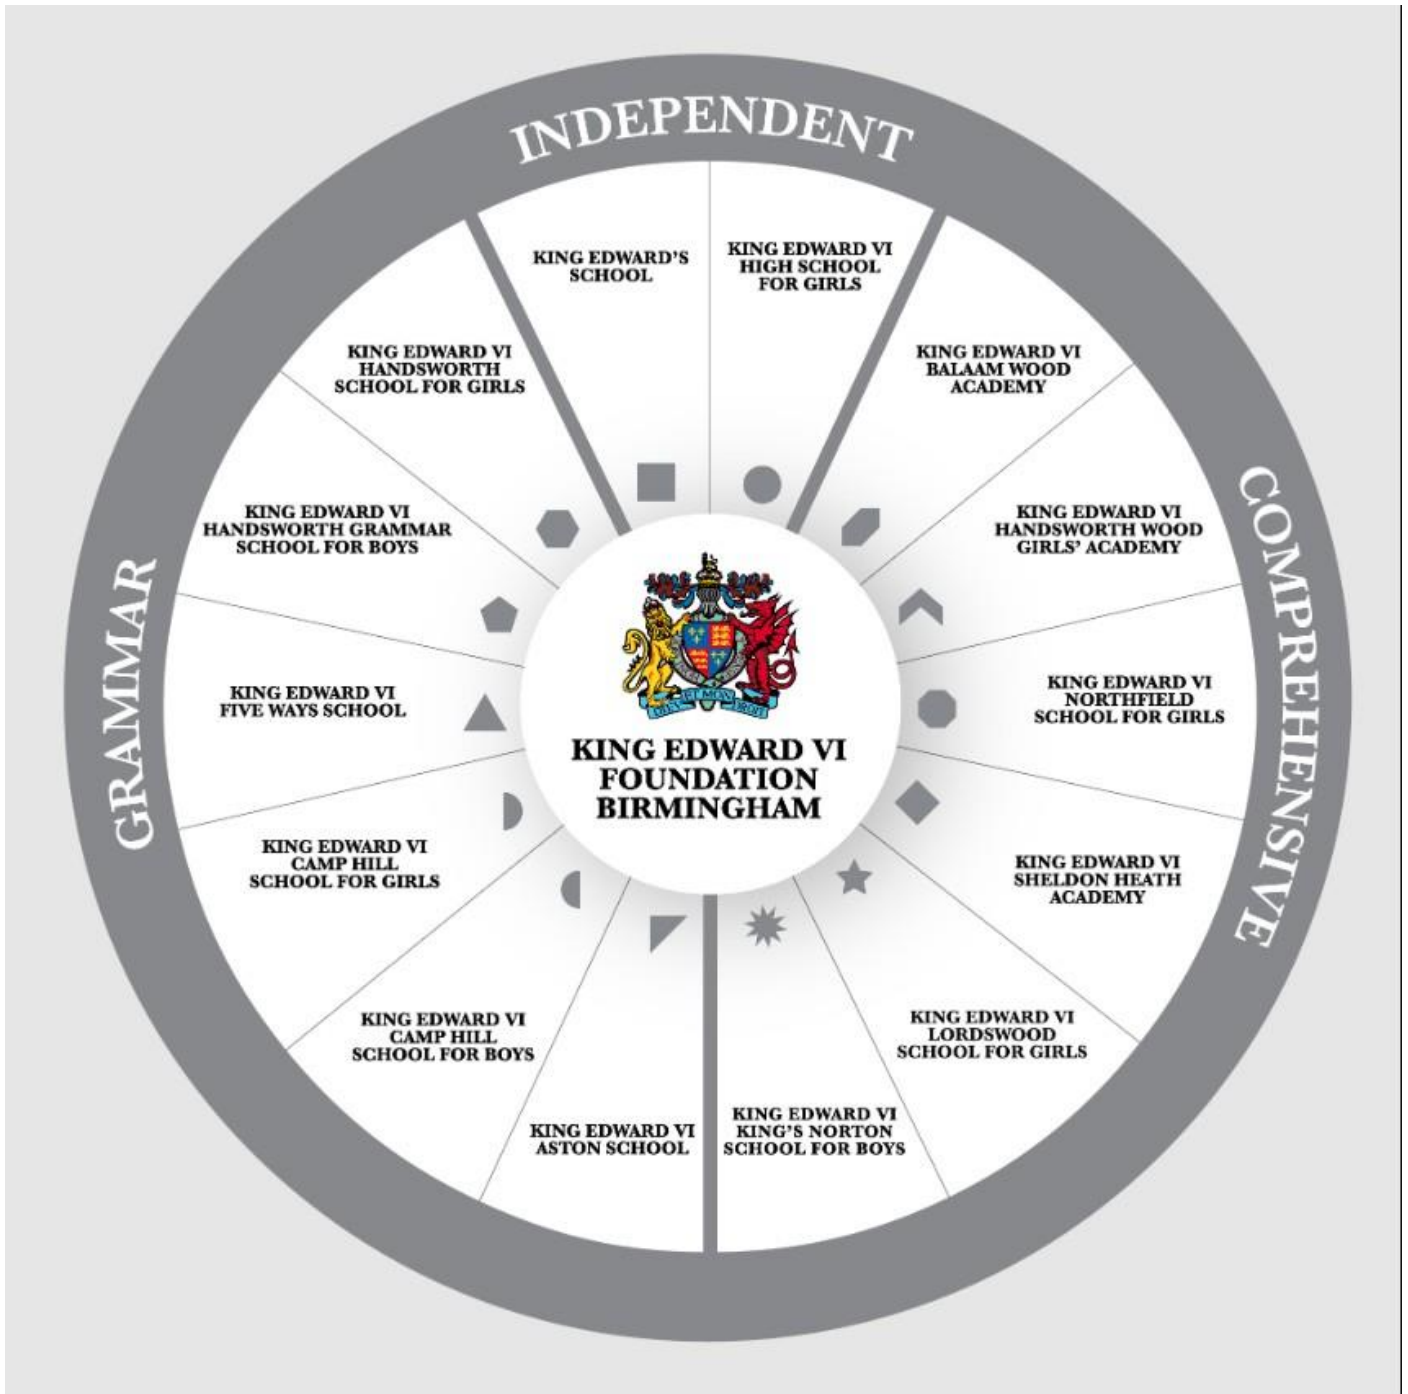 INDEPENDENT
KING EDWARD'S
SCHOOL
KING EDWARD VI
HIGH SCHOOL
FOR GIRLS
COMPREHENSIVE
KING EDWARD VI
BALAAM WOOD
ACADEMY
KING EDWARD VI
HANDSWORTH WOOD
GIRLS' ACADEMY
KING EDWARD VI
NORTHFIELD
SCHOOL FOR GIRLS
KING EDWARD VI
SHELDON HEATH
ACADEMY
KING EDWARD VI
LORDSWOOD
SCHOOL FOR GIRLS
KING EDWARD VI
KING'S NORTON
SCHOOL FOR BOYS
GRAMMAR
KING EDWARD VI
ASTON SCHOOL
KING EDWARD VI
CAMP HILL
SCHOOL FOR BOYS
KING EDWARD VI
CAMP HILL
SCHOOL FOR GIRLS
KING EDWARD VI
FIVE WAYS SCHOOL
KING EDWARD VI
HANDSWORTH GRAMMAR
SCHOOL FOR BOYS
KING EDWARD VI
HANDSWORTH
SCHOOL FOR GIRLS
ET MON DROIT
KING EDWARD VI
FOUNDATION
BIRMINGHAM